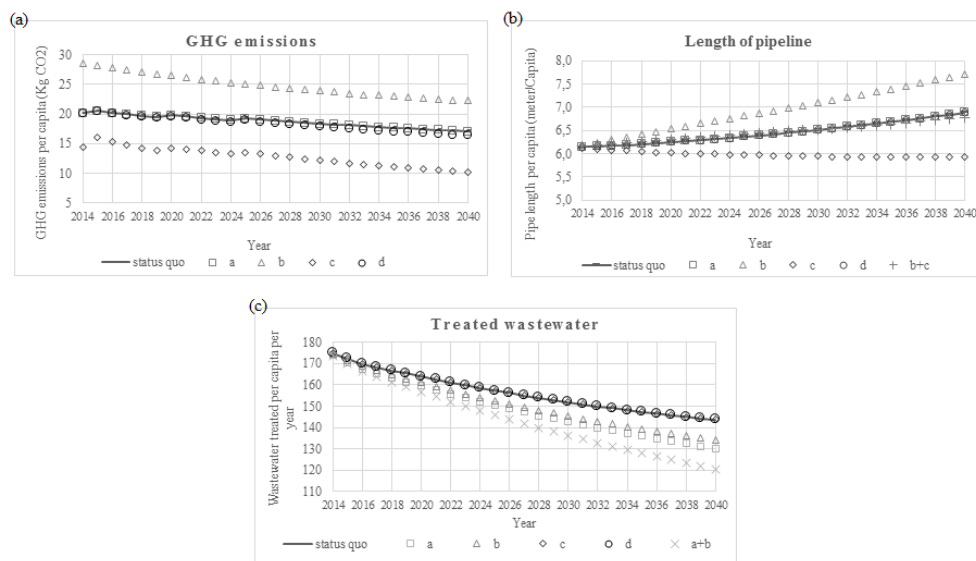 (a)
GHG emissions
GHG emissions per capita (Kg CO2)
30
25
20
15
10
5
2014 2016 2018 2020 2022 2024 2026 2028 2030 2032 2034 2036 2038 2040
Year
status quo a b c d
(b)
Length of pipeline
Pipe length per capita (meter/Capita)
8,0
7,5
7,0
6,5
6,0
5,5
5,0
2014 2016 2018 2020 2022 2024 2026 2028 2030 2032 2034 2036 2038 2040
Year
status quo a b c d b+c
(c)
Treated wastewater
Wastewater treated per capita per
year
180
170
160
150
140
130
120
110
2014 2016 2018 2020 2022 2024 2026 2028 2030 2032 2034 2036 2038 2040
Year
status quo a b c d a+b